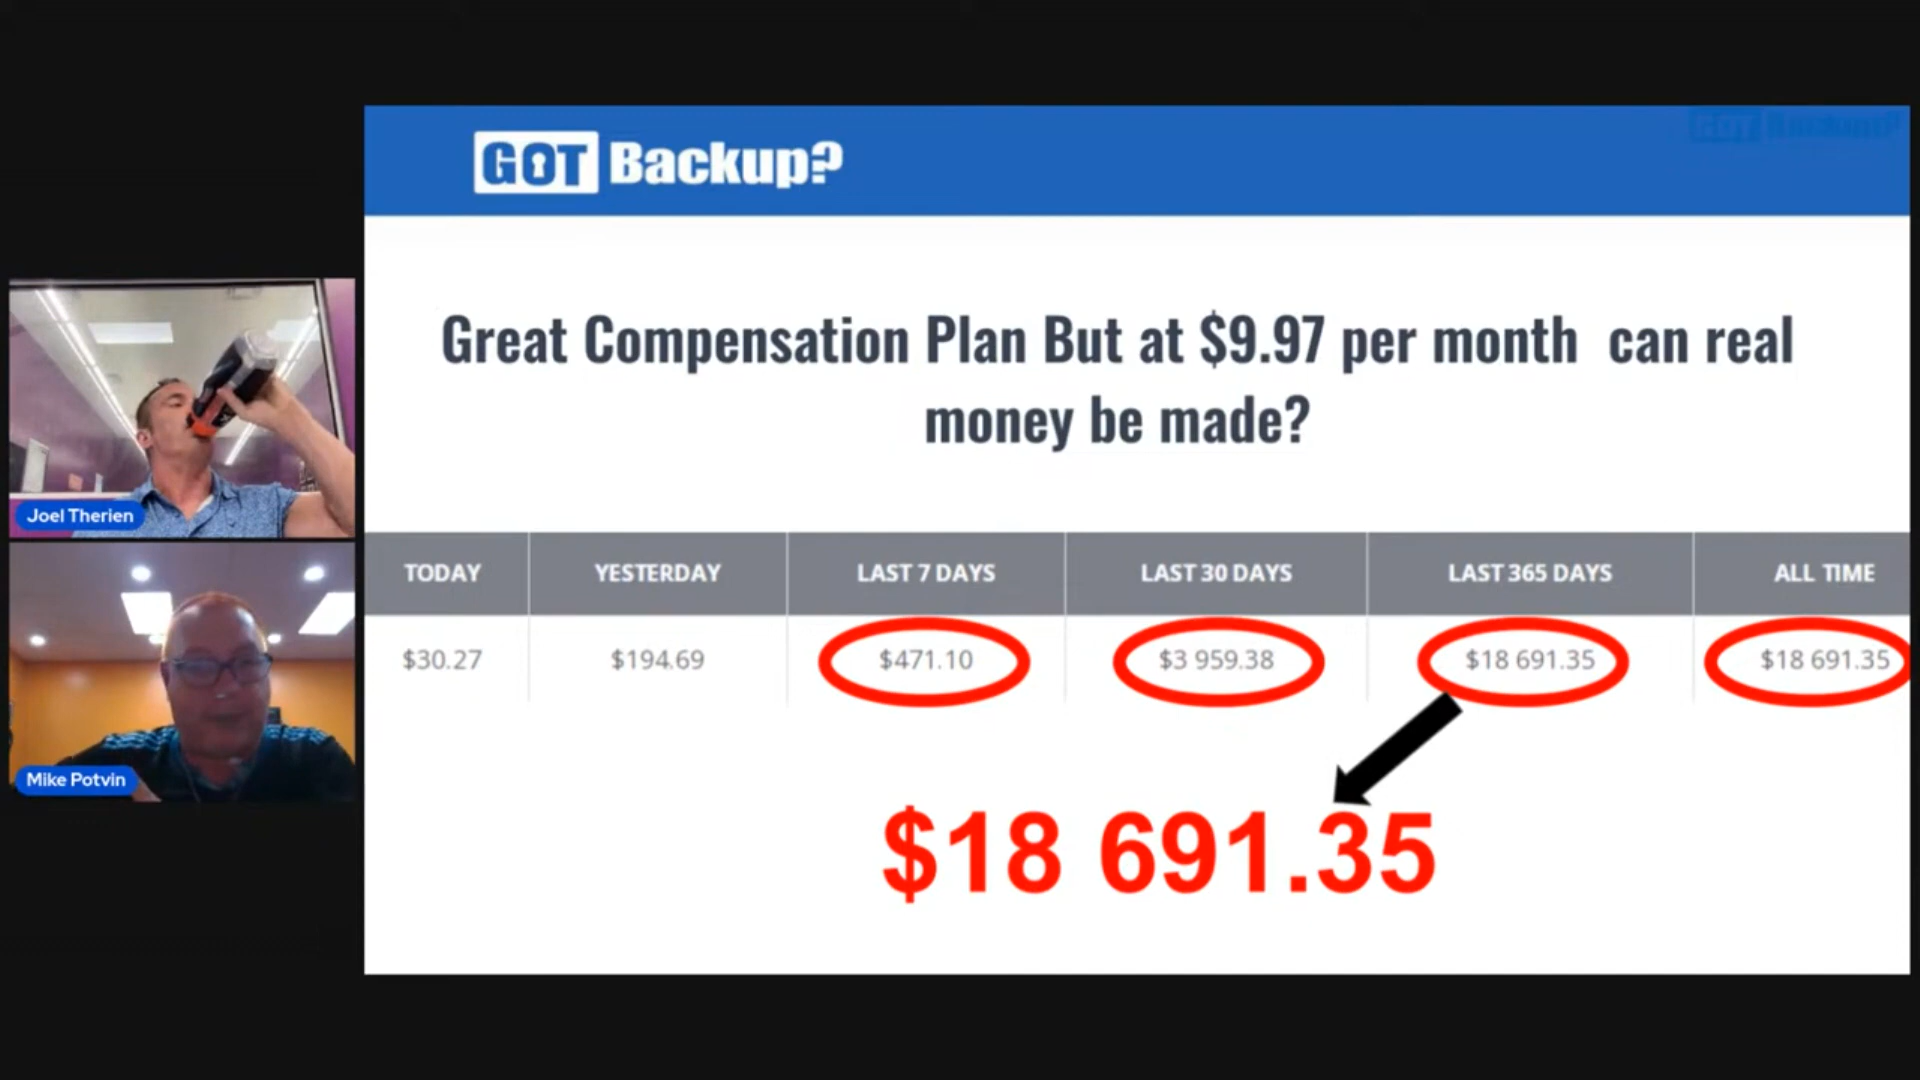 GOT Backup?
GOT Backup?
Great Compensation Plan But at $9.97 per month can real
money be made?
TODAY YESTERDAY LAST 7 DAYS LAST 30 DAYS LAST 365 DAYS ALL TIME
$30.27 $194.69 $471.10 $3 959.38 $18 691.35 $18 691.35
$18 691.35
Joel Therien
Mike Potvin